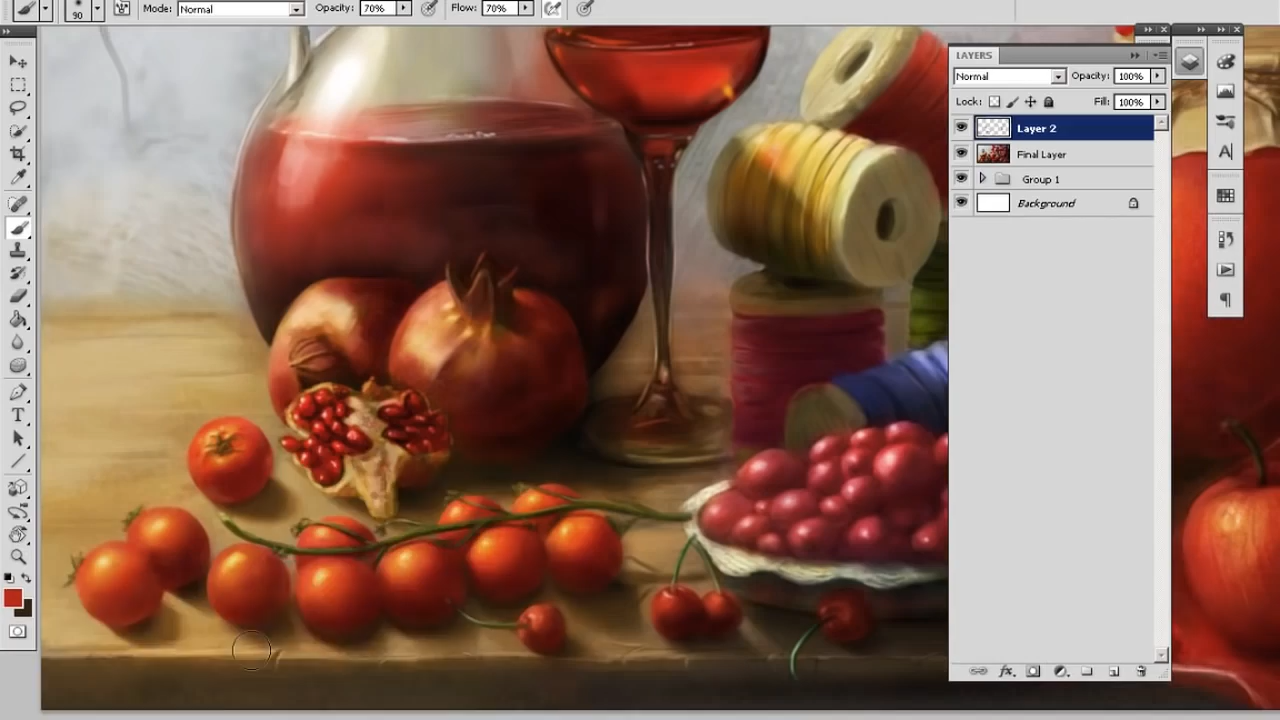 Mode: Normal Opacity: 70% Flow: 70%
90
LAYERS
Normal Opacity: 100%
Lock: Fill: 100%
Layer 2
Final Layer
Group 1
Background